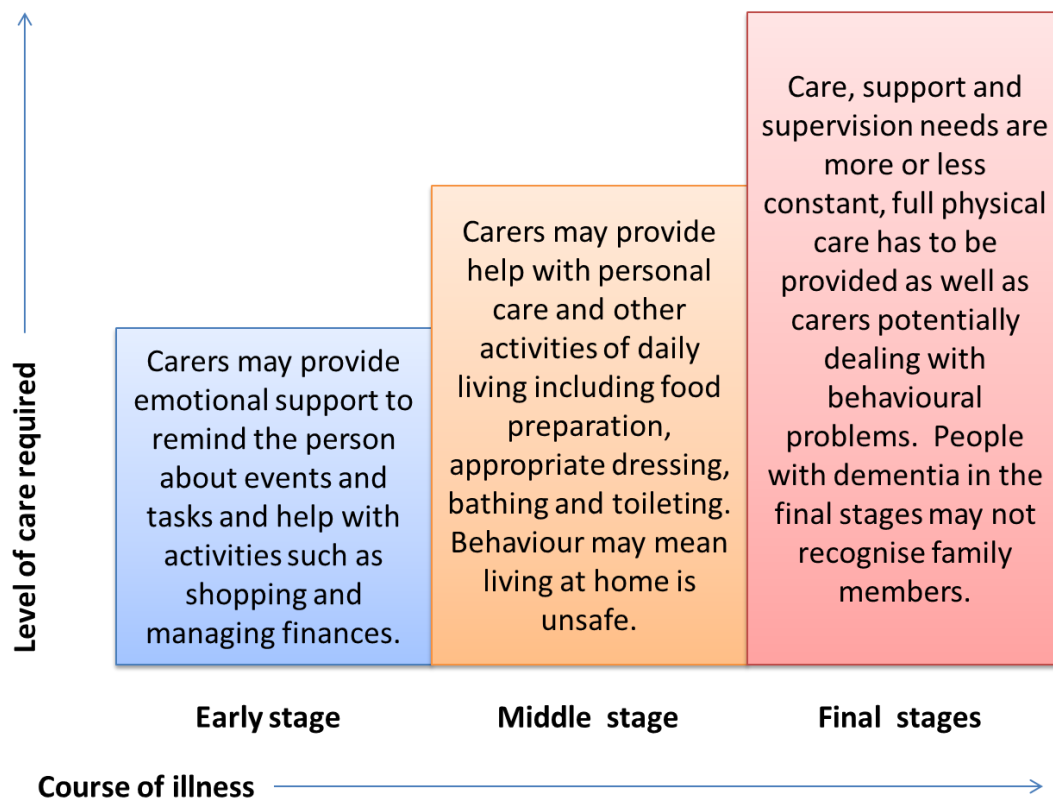 Level of care required
Carers may provide
emotional support to
remind the person
about events and
tasks and help with
activities such as
shopping and
managing finances.
Carers may provide
help with personal
care and other
activities of daily
living including food
preparation,
appropriate dressing,
bathing and toileting.
Behaviour may mean
living at home is
unsafe.
Care, support and
supervision needs are
more or less
constant, full physical
care has to be
provided as well as
carers potentially
dealing with
behavioural
problems.  People
with dementia in the
final stages may not
recognise family
members.
Early stage
Middle  stage
Final  stages
Course of illness